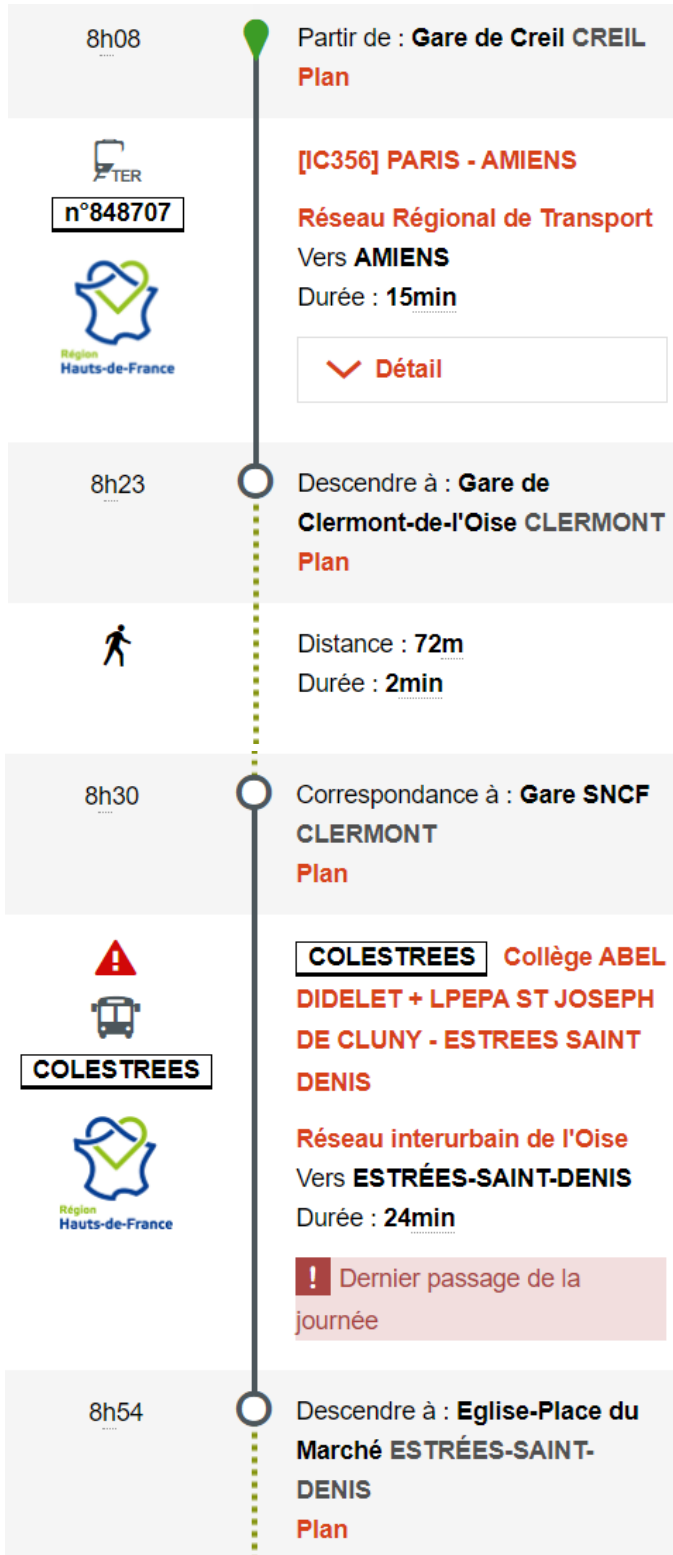 8h08
Partir de : Gare de Creil CREIL
Plan
TER
n°848707
Région
Hauts-de-France
[IC356] PARIS - AMIENS
Réseau Régional de Transport
Vers AMIENS
Durée : 15min
Détail
8h23
Descendre à : Gare de
Clermont-de-l'Oise CLERMONT
Plan
Distance : 72m
Durée : 2min
8h30
Correspondance à : Gare SNCF
CLERMONT
Plan
COLESTREES
Région
Hauts-de-France
COLESTREES Collège ABEL
DIDELET + LPEPA ST JOSEPH
DE CLUNY - ESTREES SAINT
DENIS
Réseau interurbain de l'Oise
Vers ESTRÉES-SAINT-DENIS
Durée : 24min
! Dernier passage de la
journée
8h54
Descendre à : Eglise-Place du
Marché ESTRÉES-SAINT-
DENIS
Plan